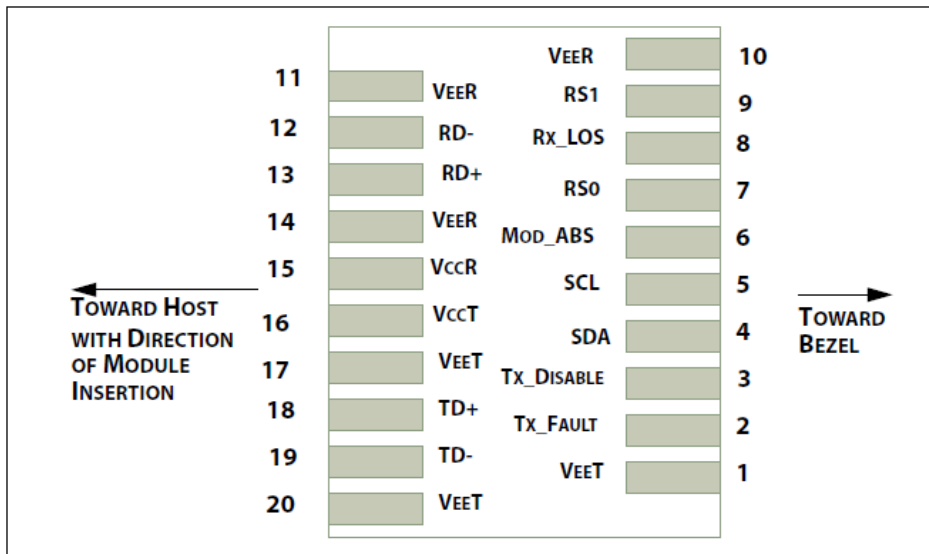 11 VEER
12 RD-
13 RD+
14 VEER
15 VCCR
16 VCCT
17 VEET
18 TD+
19 TD-
20 VEET
VEER 10
RS1 9
RX_LOS 8
RS0 7
MOD_ABS 6
SCL 5
SDA 4
TX_DISABLE 3
TX_FAULT 2
VEET 1
TOWARD HOST
WITH DIRECTION
OF MODULE
INSERTION
TOWARD
BEZEL